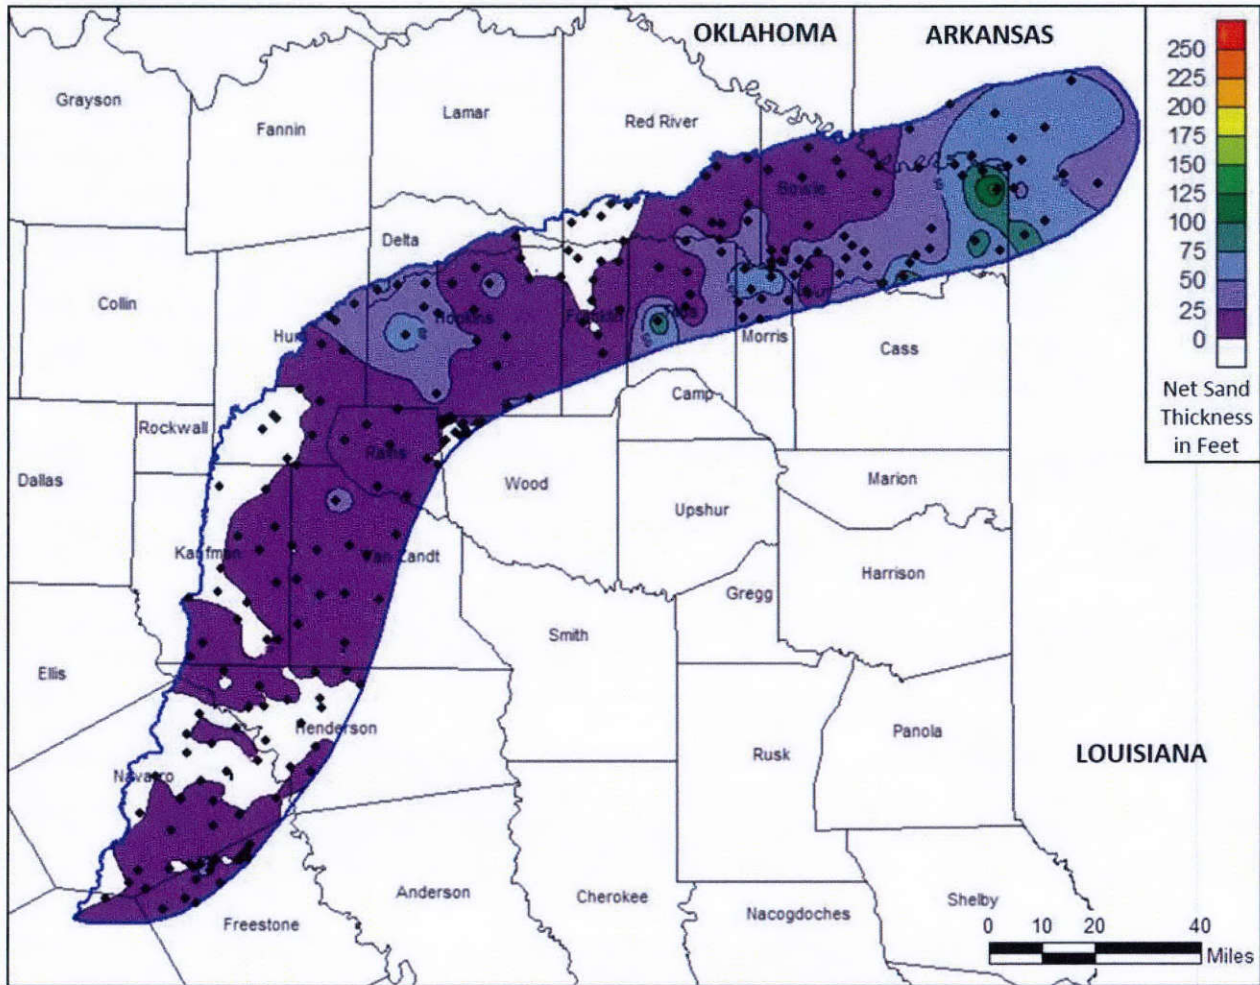 OKLAHOMA
ARKANSAS
Grayson
Fannin
Lamar
Red River
Bowie
Delta
Collin
Hopkins
Franklin
Titus
Morris
Cass
Camp
Rockwall
Rains
Dallas
Wood
Upshur
Marion
Kaufman
Van Zandt
Gregg
Harrison
Smith
Ellis
Henderson
Rusk
Panola
LOUISIANA
Navarro
Anderson
Cherokee
Nacogdoches
Shelby
Freestone
250
225
200
175
150
125
100
75
50
25
0
Net Sand
Thickness
in Feet
0 10 20 40
Miles